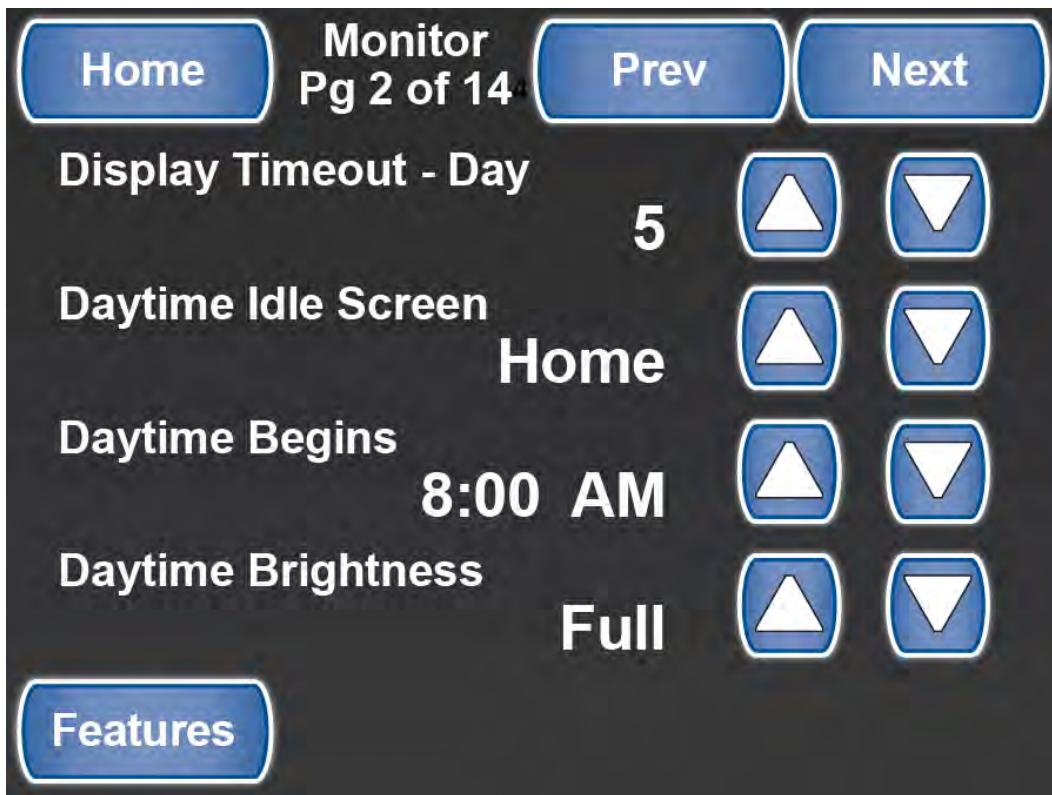 Home
Monitor
Pg 2 of 14
Prev
Next
Display Timeout - Day
5
Daytime Idle Screen
Home
Daytime Begins
8:00 AM
Daytime Brightness
Full
Features